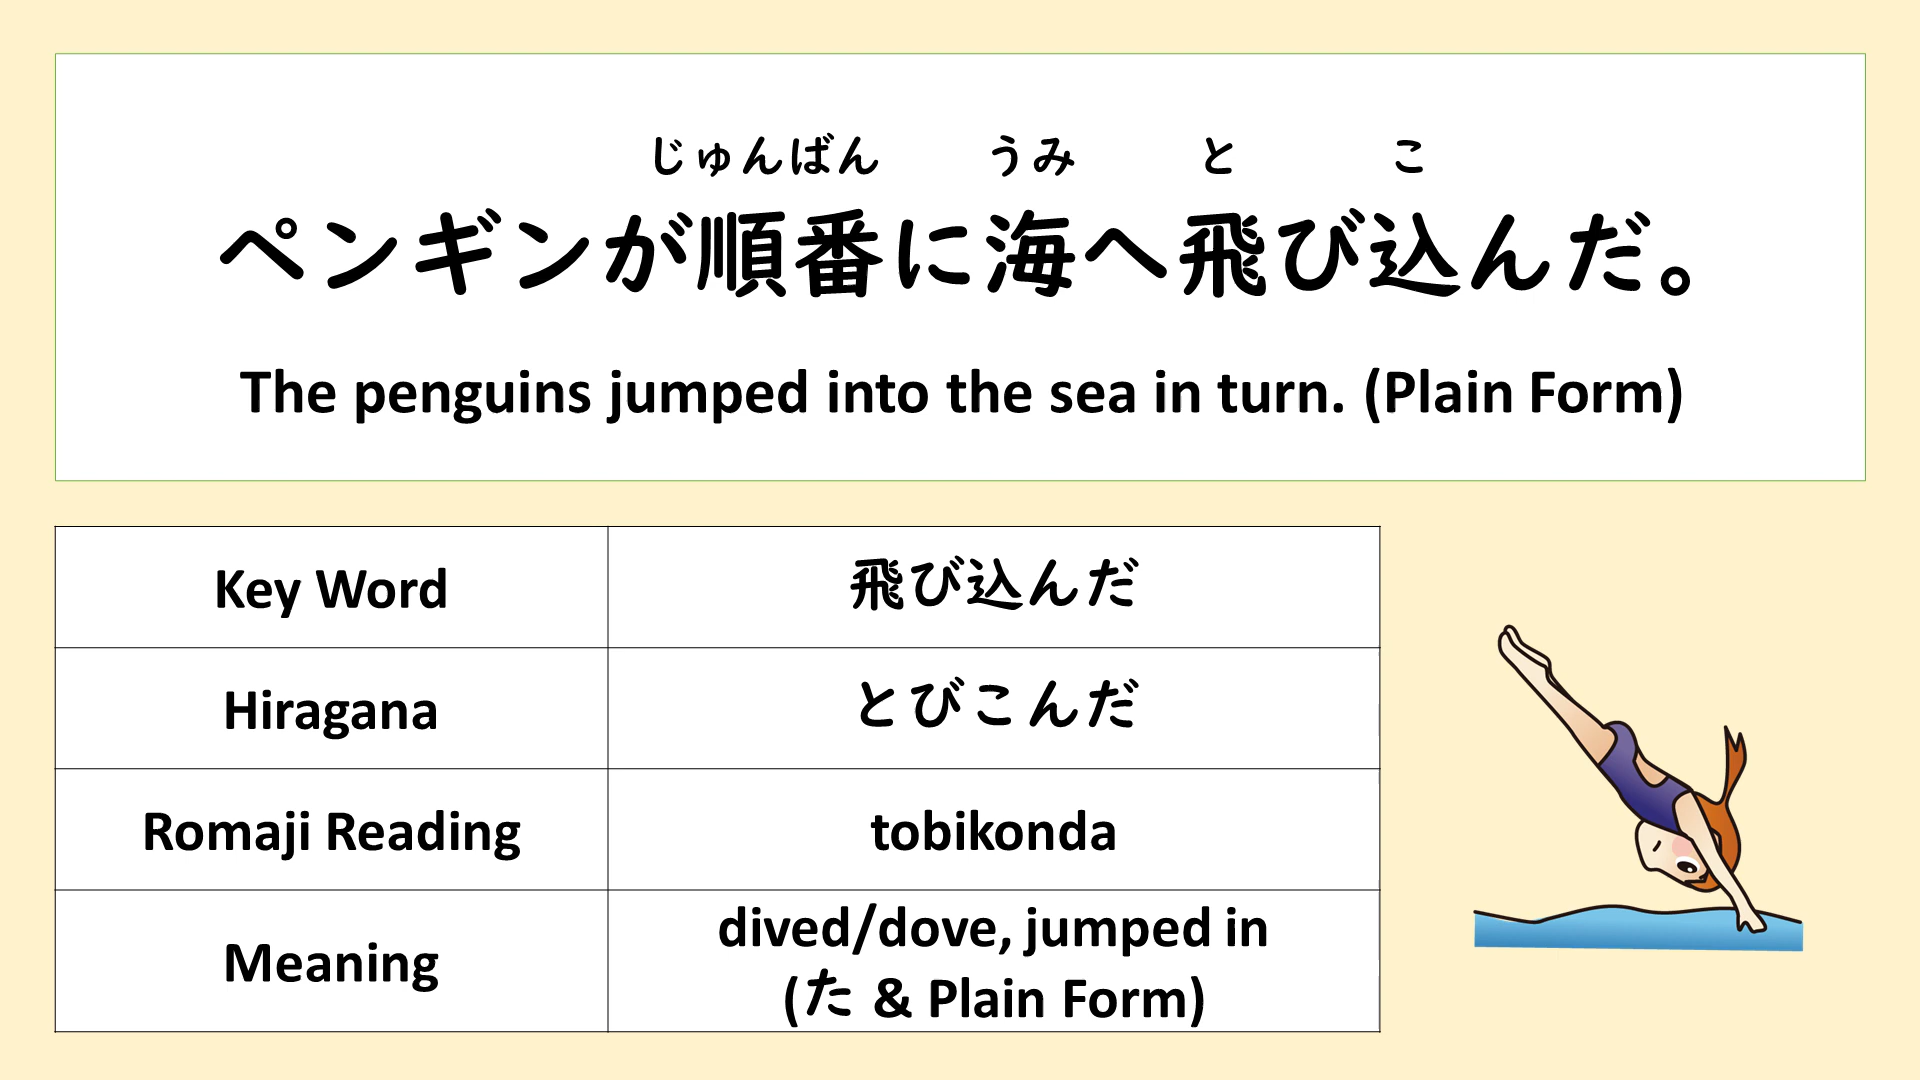 じゅんばん うみ と こ
ペンギンが順番に海へ飛び込んだ。
The penguins jumped into the sea in turn. (Plain Form)
Key Word 飛び込んだ
Hiragana とびこんだ
Romaji Reading tobikonda
Meaning dived/dove, jumped in
(た & Plain Form)